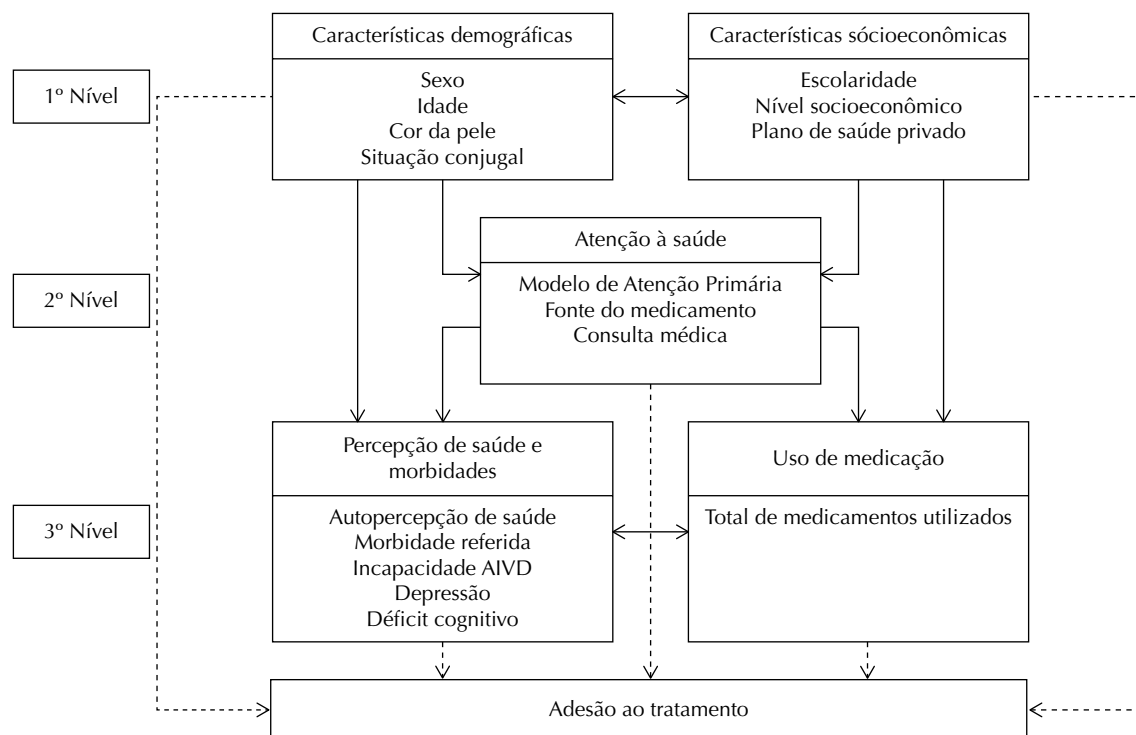 Características demográficas
Sexo
Idade
Cor da pele
Situação conjugal
Características sócioeconômicas
Escolaridade
Nível socioeconômico
Plano de saúde privado
1º Nível
Atenção à saúde
Modelo de Atenção Primária
Fonte do medicamento
Consulta médica
2º Nível
Percepção de saúde e
morbidades
Autopercepção de saúde
Morbidade referida
Incapacidade AIVD
Depressão
Déficit cognitivo
Uso de medicação
Total de medicamentos utilizados
3º Nível
Adesão ao tratamento